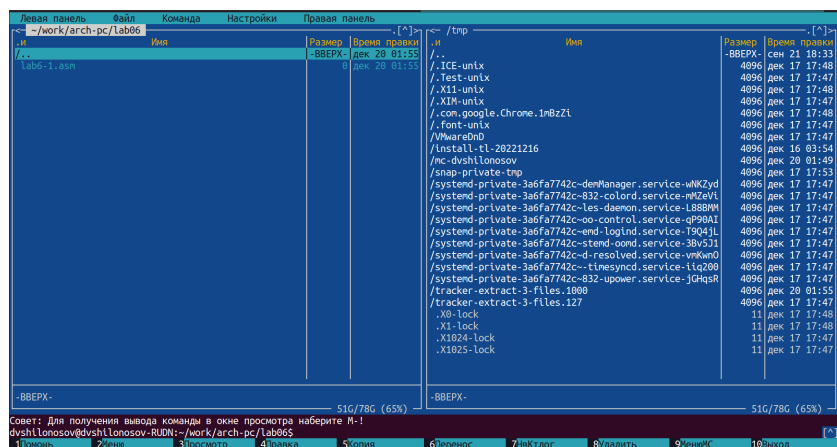 Левая панель Файл Команда Настройки Правая панель
~/work/arch-pc/lab06 .[^]>
.и Имя Размер Время правки
/.. -ВВЕРХ- дек 20 01:55
lab6-1.asm 0 дек 20 01:55
-ВВЕРХ-
51G/78G (65%)
<— /tmp .[^]>
.и Имя Размер Время правки
/.. -ВВЕРХ- сен 21 18:33
/.ICE-unix 4096 дек 17 17:48
/.Test-unix 4096 дек 17 17:47
/.X11-unix 4096 дек 17 17:48
/.XIM-unix 4096 дек 17 17:47
/.com.google.Chrome.1mBzZi 4096 дек 17 17:48
/.font-unix 4096 дек 17 17:47
/VMwareDnD 4096 дек 17 17:47
/install-tl-20221216 4096 дек 16 03:54
/mc-dvshilonosov 4096 дек 20 01:49
/snap-private-tmp 4096 дек 17 17:53
/systemd-private-3a6fa7742c~demManager.service-wNKZyd 4096 дек 17 17:47
/systemd-private-3a6fa7742c~832-colord.service-mMZeVi 4096 дек 17 17:47
/systemd-private-3a6fa7742c~les-daemon.service-L88BMM 4096 дек 17 17:47
/systemd-private-3a6fa7742c~oo-control.service-qP90AI 4096 дек 17 17:47
/systemd-private-3a6fa7742c~emd-logind.service-T9Q4jL 4096 дек 17 17:47
/systemd-private-3a6fa7742c~stemd-oomd.service-3Bv5J1 4096 дек 17 17:47
/systemd-private-3a6fa7742c~d-resolved.service-vmKwnO 4096 дек 17 17:47
/systemd-private-3a6fa7742c~-timesyncd.service-iiq200 4096 дек 17 17:47
/systemd-private-3a6fa7742c~832-upower.service-jGHqsR 4096 дек 17 17:47
/tracker-extract-3-files.1000 4096 дек 20 01:55
/tracker-extract-3-files.127 4096 дек 17 17:47
.X0-lock 11 дек 17 17:48
.X1-lock 11 дек 17 17:48
.X1024-lock 11 дек 17 17:47
.X1025-lock 11 дек 17 17:47
-ВВЕРХ-
51G/78G (65%)
Совет: Для получения вывода команды в окне просмотра наберите M-!
dvshilonosov@dvshilonosov-RUDN:~/work/arch-pc/lab06$ [^]
1Помощь 2Меню 3Просмотр 4Правка 5Копия 6Перенос 7НвКтлог 8Удалить 9МенюMC 10Выход